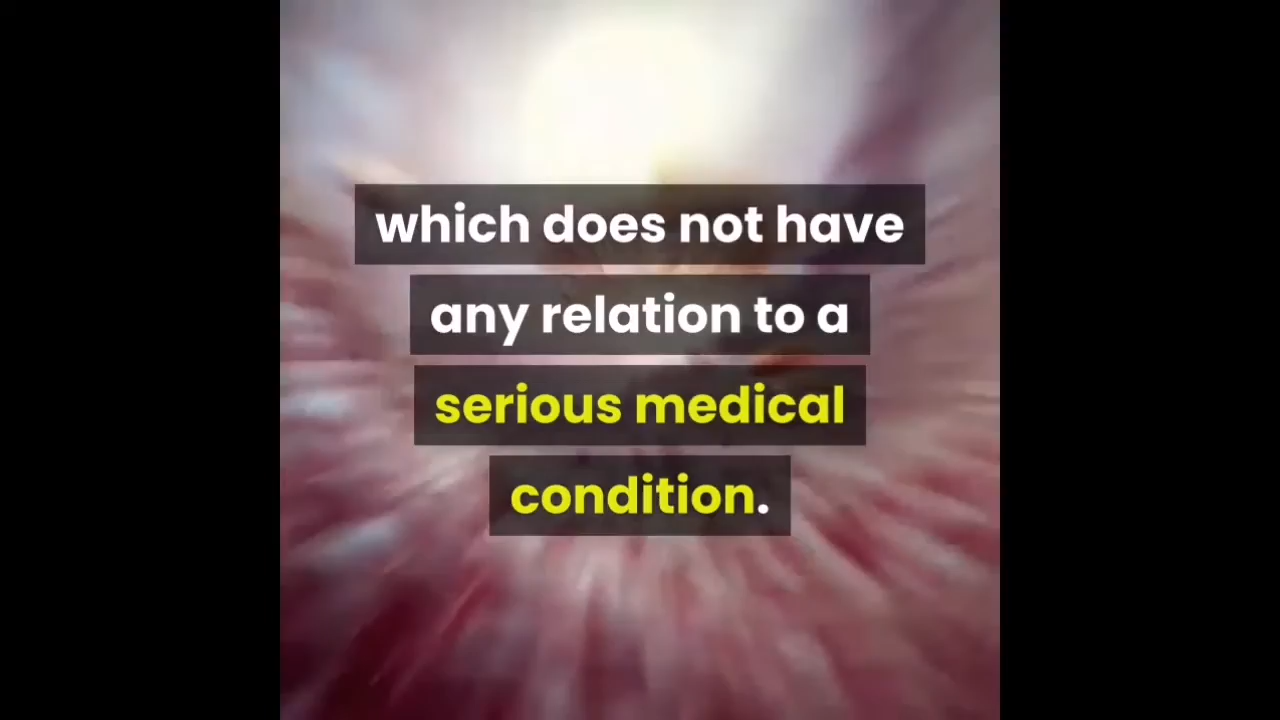 which does not have
any relation to a
serious medical
condition.